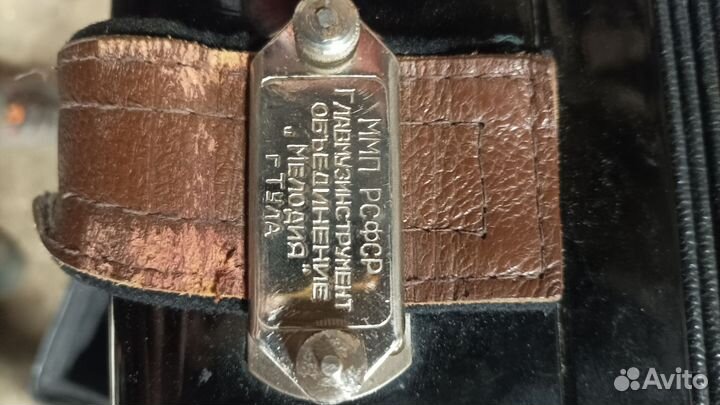 ММП РСФСР
ГЛАВМУЗИНСТРУМЕНТ
ОБЪЕДИНЕНИЕ
„МЕЛОДИЯ"
г ТУЛА
Avito